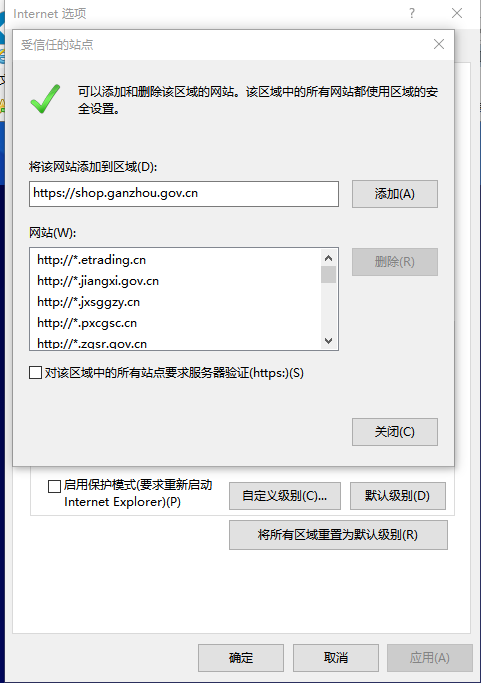 Internet 选项
受信任的站点
可以添加和删除该区域的网站。该区域中的所有网站都使用区域的安
全设置。
将该网站添加到区域(D):
https://shop.ganzhou.gov.cn
添加(A)
网站(W):
http://*.etrading.cn
http://*.jiangxi.gov.cn
http://*.jxsggzy.cn
http://*.pxcgsc.cn
http://*.zgsr.gov.cn
删除(R)
对该区域中的所有站点要求服务器验证(https:)(S)
关闭(C)
启用保护模式(要求重新启动
Internet Explorer)(P)
自定义级别(C)...
默认级别(D)
将所有区域重置为默认级别(R)
确定
取消
应用(A)